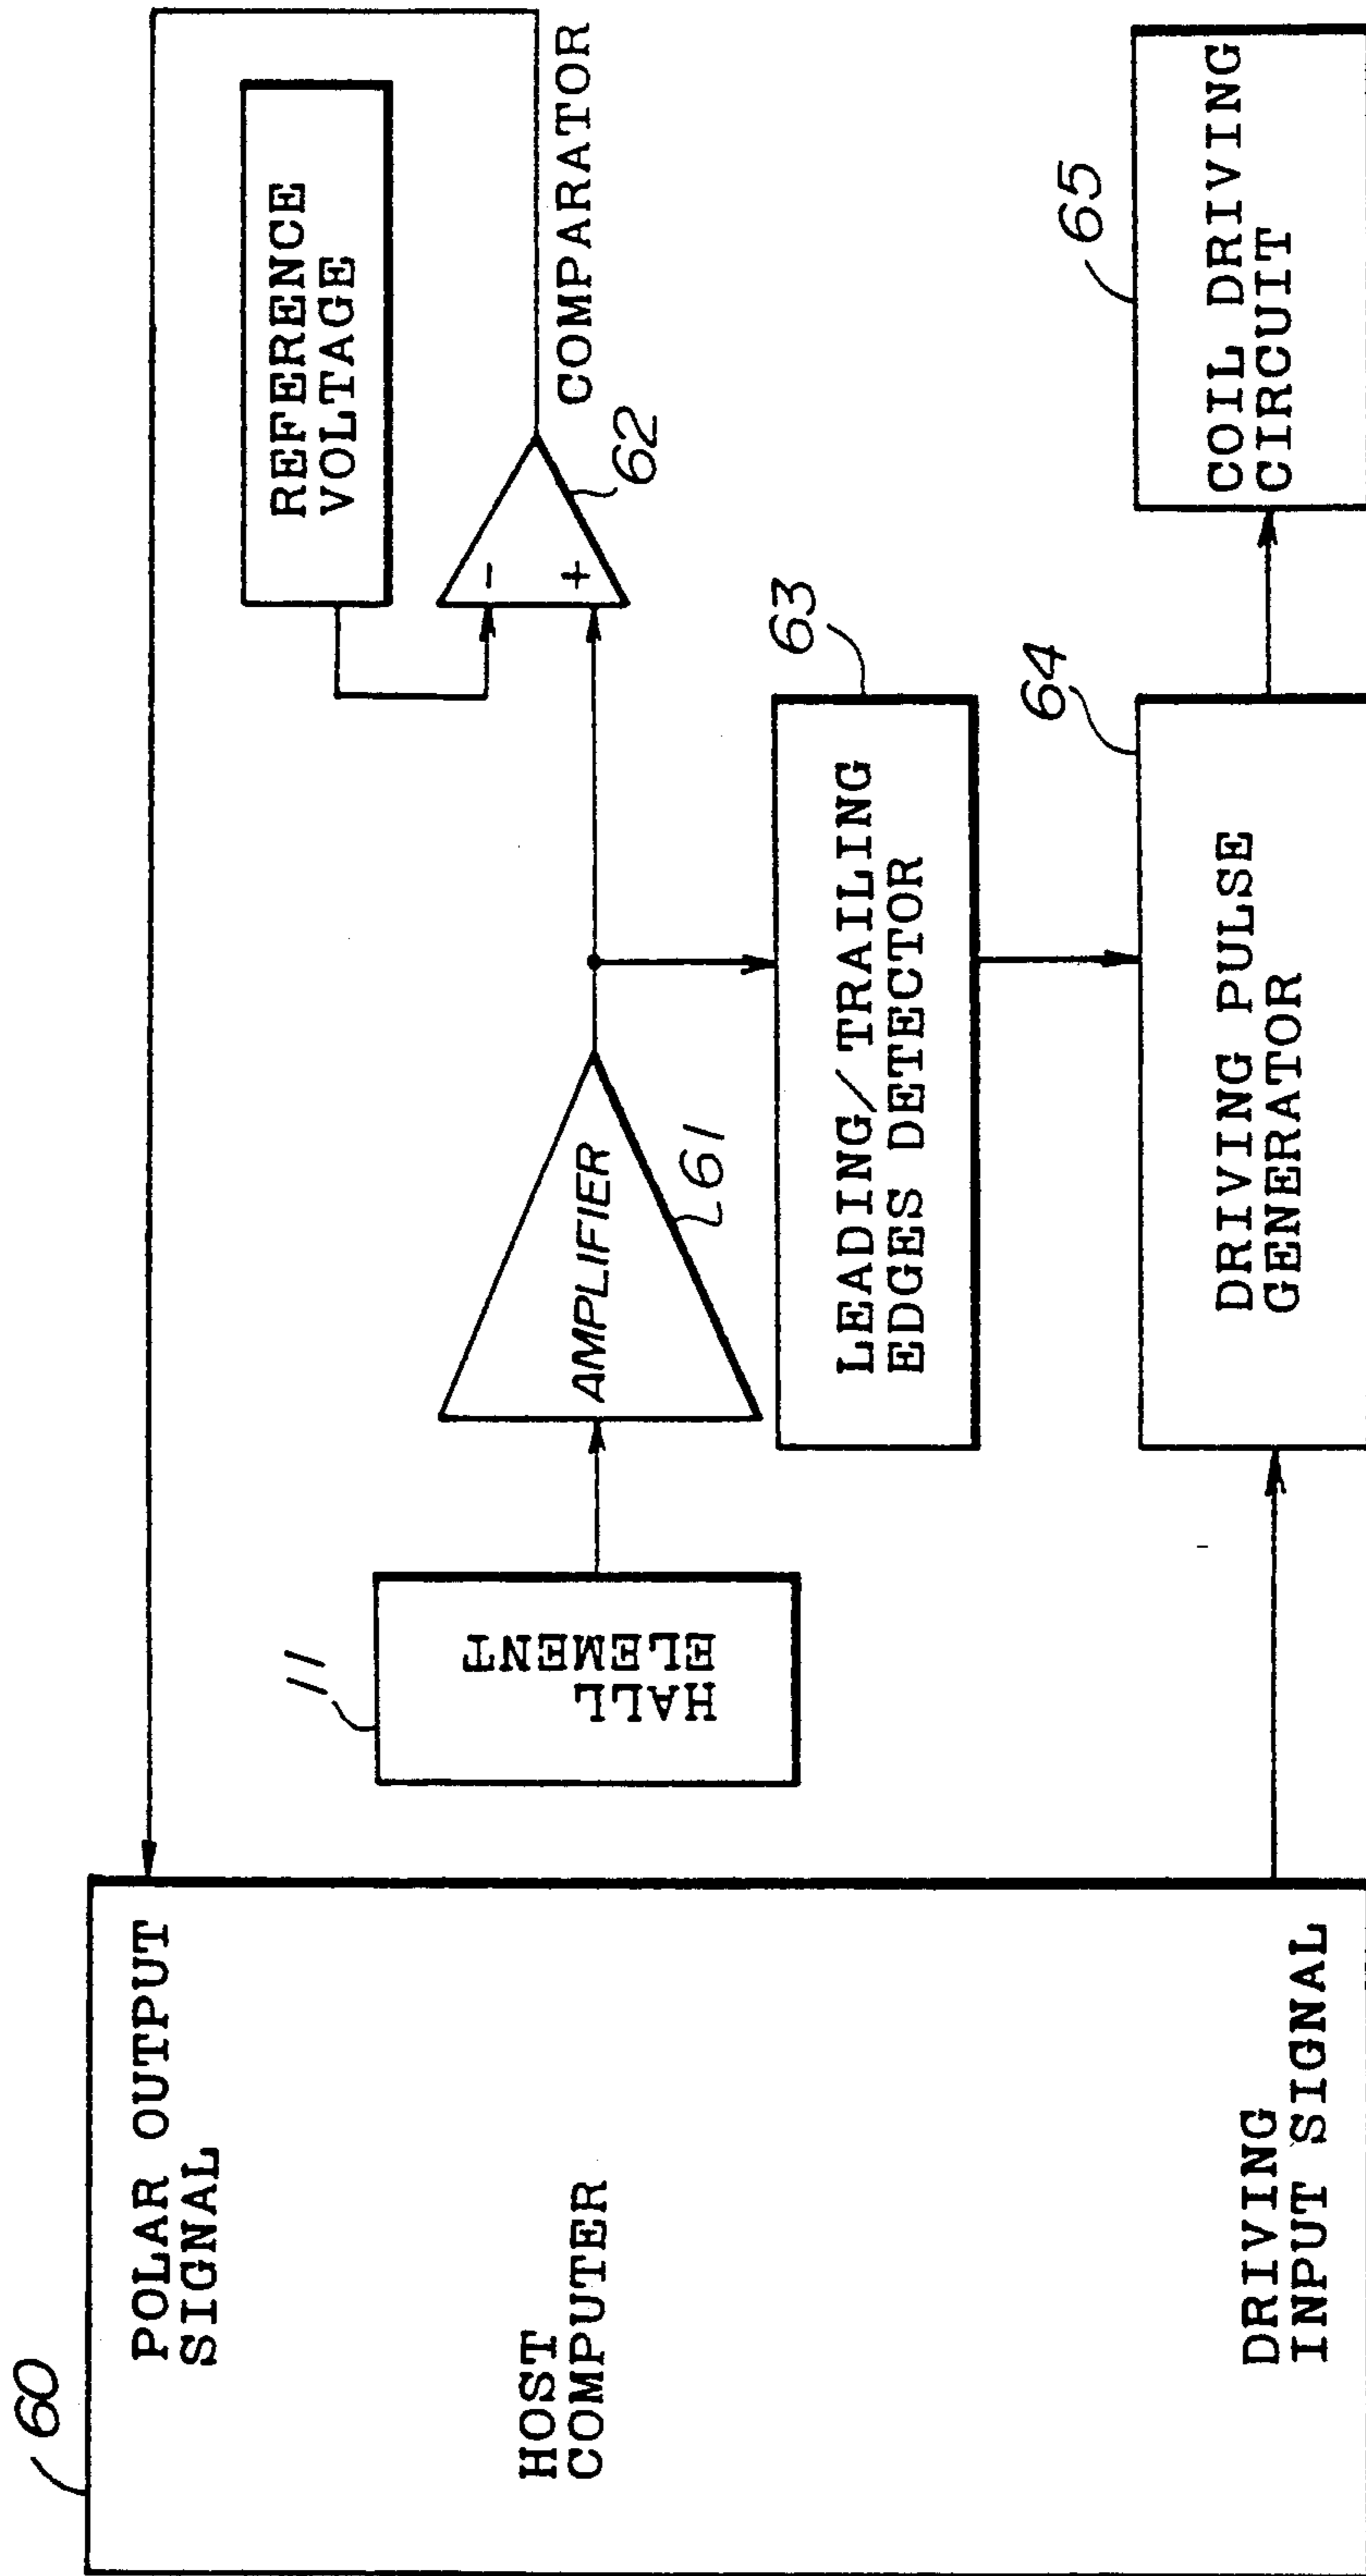 60
POLAR OUTPUT
SIGNAL
HOST
COMPUTER
DRIVING
INPUT SIGNAL
11
HALL
ELEMENT
AMPLIFIER
61
REFERENCE
VOLTAGE
-
+
62
COMPARATOR
63
LEADING/TRAILING
EDGES DETECTOR
64
DRIVING PULSE
GENERATOR
65
COIL DRIVING
CIRCUIT